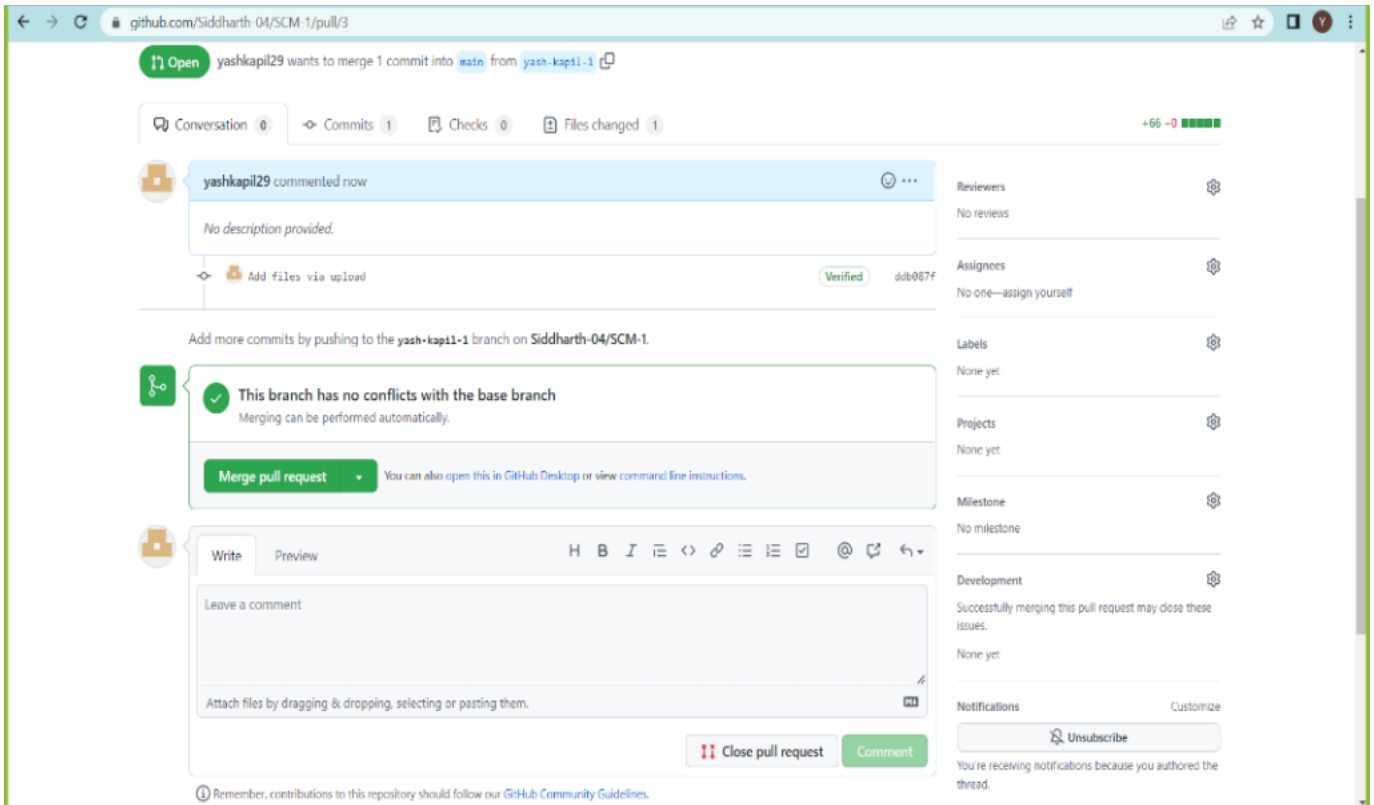 github.com/Siddharth-04/SCM-1/pull/3
Y
Open yashkapil29 wants to merge 1 commit into main from yash-kapil-1
Conversation 0 Commits 1 Checks 0 Files changed 1 +66 −0
yashkapil29 commented now
No description provided.
Add files via upload Verified ddb087f
Add more commits by pushing to the yash-kapil-1 branch on Siddharth-04/SCM-1.
This branch has no conflicts with the base branch
Merging can be performed automatically.
Merge pull request You can also open this in GitHub Desktop or view command line instructions.
Write Preview H B I
Leave a comment
Attach files by dragging & dropping, selecting or pasting them.
Close pull request Comment
Remember, contributions to this repository should follow our GitHub Community Guidelines.
Reviewers
No reviews
Assignees
No one—assign yourself
Labels
None yet
Projects
None yet
Milestone
No milestone
Development
Successfully merging this pull request may close these
issues.
None yet
Notifications Customize
Unsubscribe
You're receiving notifications because you authored the
thread.